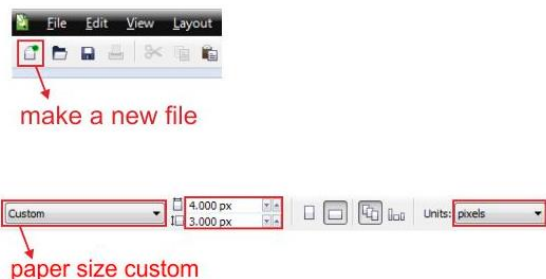 File Edit View Layout
make a new file
Custom 4.000 px Units: pixels
3.000 px
paper size custom